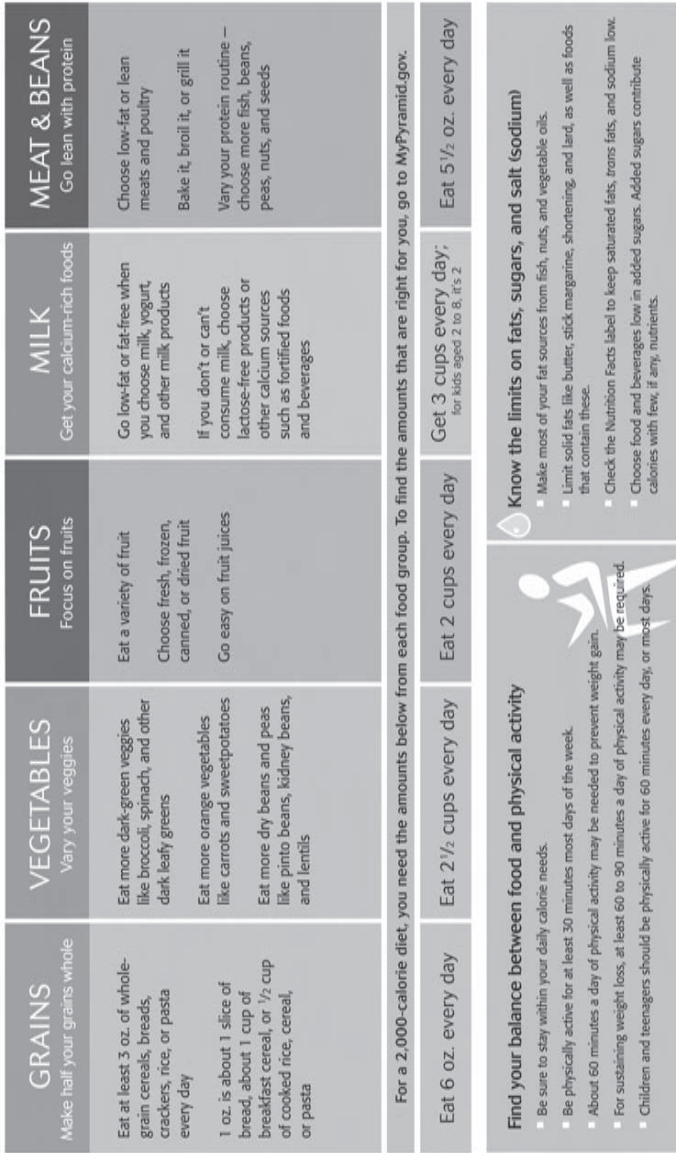 GRAINS
Make half your grains whole
Eat at least 3 oz. of whole-
grain cereals, breads,
crackers, rice, or pasta
every day
1 oz. is about 1 slice of
bread, about 1 cup of
breakfast cereal, or 1/2 cup
of cooked rice, cereal,
or pasta
VEGETABLES
Vary your veggies
Eat more dark-green veggies
like broccoli, spinach, and other
dark leafy greens
Eat more orange vegetables
like carrots and sweetpotatoes
Eat more dry beans and peas
like pinto beans, kidney beans,
and lentils
FRUITS
Focus on fruits
Eat a variety of fruit
Choose fresh, frozen,
canned, or dried fruit
Go easy on fruit juices
MILK
Get your calcium-rich foods
Go low-fat or fat-free when
you choose milk, yogurt,
and other milk products
If you don't or can't
consume milk, choose
lactose-free products or
other calcium sources
such as fortified foods
and beverages
MEAT & BEANS
Go lean with protein
Choose low-fat or lean
meats and poultry
Bake it, broil it, or grill it
Vary your protein routine –
choose more fish, beans,
peas, nuts, and seeds
For a 2,000-calorie diet, you need the amounts below from each food group. To find the amounts that are right for you, go to MyPyramid.gov.
Eat 6 oz. every day
Eat 2 1/2 cups every day
Eat 2 cups every day
Get 3 cups every day;
for kids aged 2 to 8, it's 2
Eat 5 1/2 oz. every day
Find your balance between food and physical activity
Be sure to stay within your daily calorie needs.
Be physically active for at least 30 minutes most days of the week.
About 60 minutes a day of physical activity may be needed to prevent weight gain.
For sustaining weight loss, at least 60 to 90 minutes a day of physical activity may be required.
Children and teenagers should be physically active for 60 minutes every day, or most days.
Know the limits on fats, sugars, and salt (sodium)
Make most of your fat sources from fish, nuts, and vegetable oils.
Limit solid fats like butter, stick margarine, shortening, and lard, as well as foods
that contain these.
Check the Nutrition Facts label to keep saturated fats, trans fats, and sodium low.
Choose food and beverages low in added sugars. Added sugars contribute
calories with few, if any, nutrients.